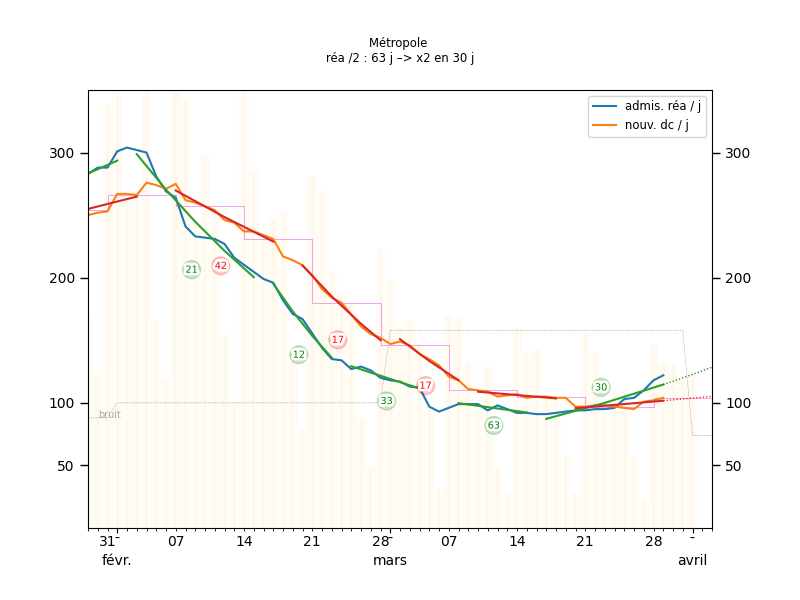 Métropole
réa /2 : 63 j –> x2 en 30 j
admis. réa / j
nouv. dc / j
300 300
200 200
100 100
50 50
bruit
21 42
17
12
17
33
30
63
31 07 14 21 28 07 14 21 28
févr. mars avril